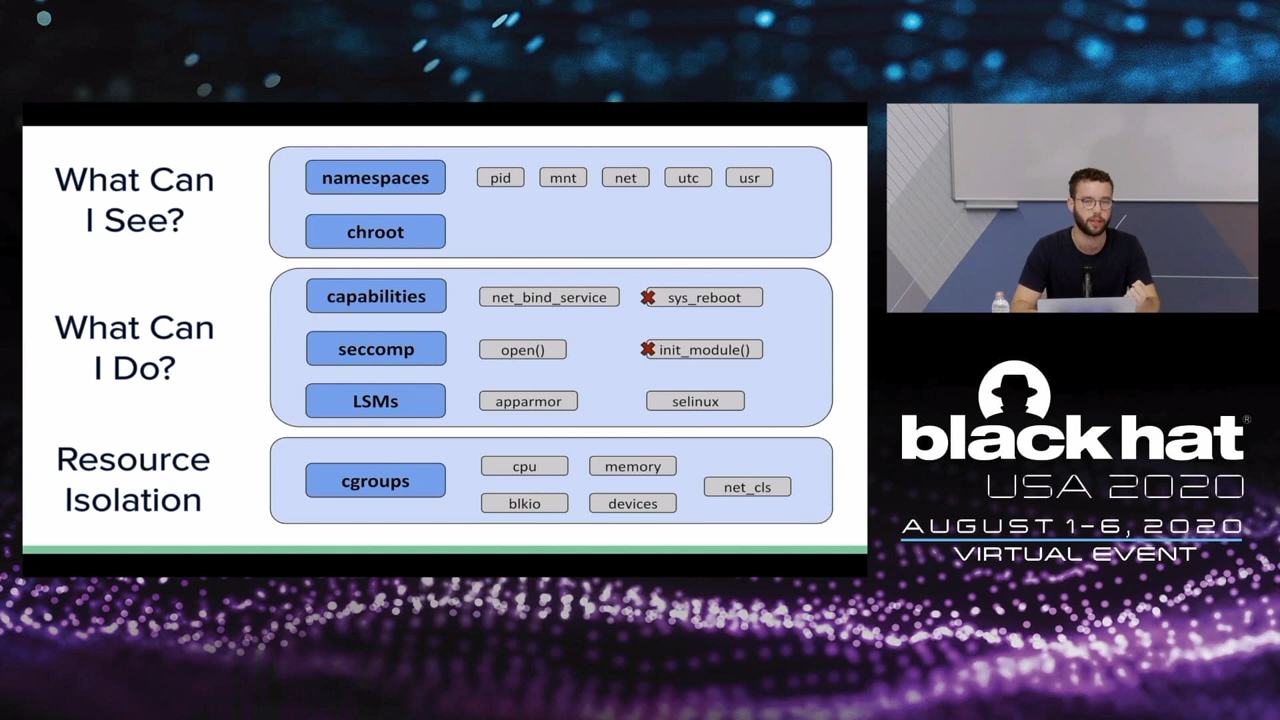 What Can
I See?
namespaces
pid
mnt
net
utc
usr
chroot
What Can
I Do?
capabilities
net_bind_service
sys_reboot
seccomp
open()
init_module()
LSMs
apparmor
selinux
Resource
Isolation
cgroups
cpu
memory
net_cls
blkio
devices
black hat®
USA 2020
AUGUST 1-6, 2020
VIRTUAL EVENT